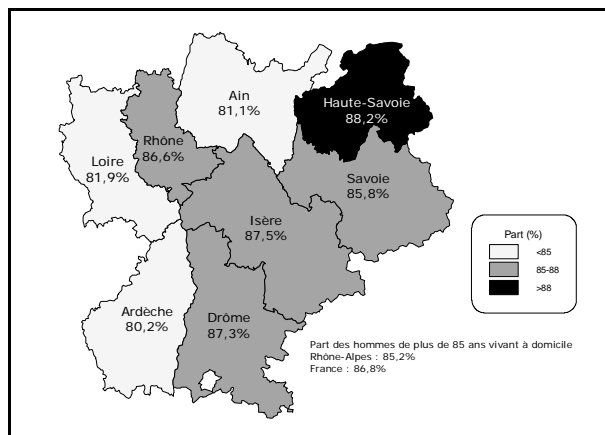 Ain
81,1%
Haute-Savoie
88,2%
Rhône
86,6%
Loire
81,9%
Savoie
85,8%
Isère
87,5%
Ardèche
80,2%
Drôme
87,3%
Part (%)
<85
85-88
>88
Part des hommes de plus de 85 ans vivant à domicile
Rhône-Alpes : 85,2%
France : 86,8%